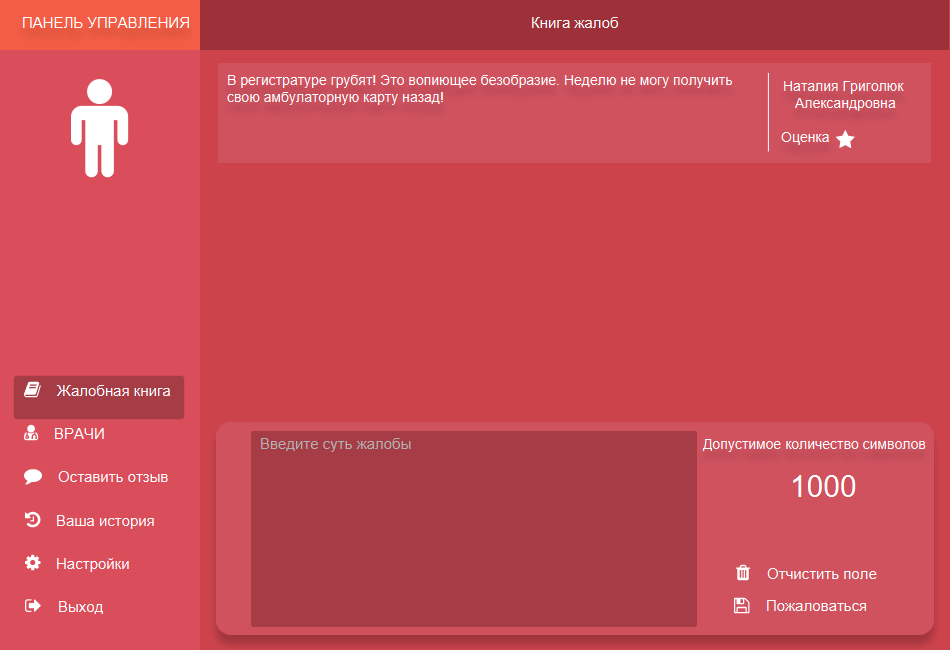 ПАНЕЛЬ УПРАВЛЕНИЯ
Книга жалоб
В регистратуре грубят! Это вопиющее безобразие. Неделю не могу получить
свою амбулаторную карту назад!
Наталия Григолюк
Александровна
Оценка
Жалобная книга
ВРАЧИ
Оставить отзыв
Ваша история
Настройки
Выход
Введите суть жалобы
Допустимое количество символов
1000
Отчистить поле
Пожаловаться